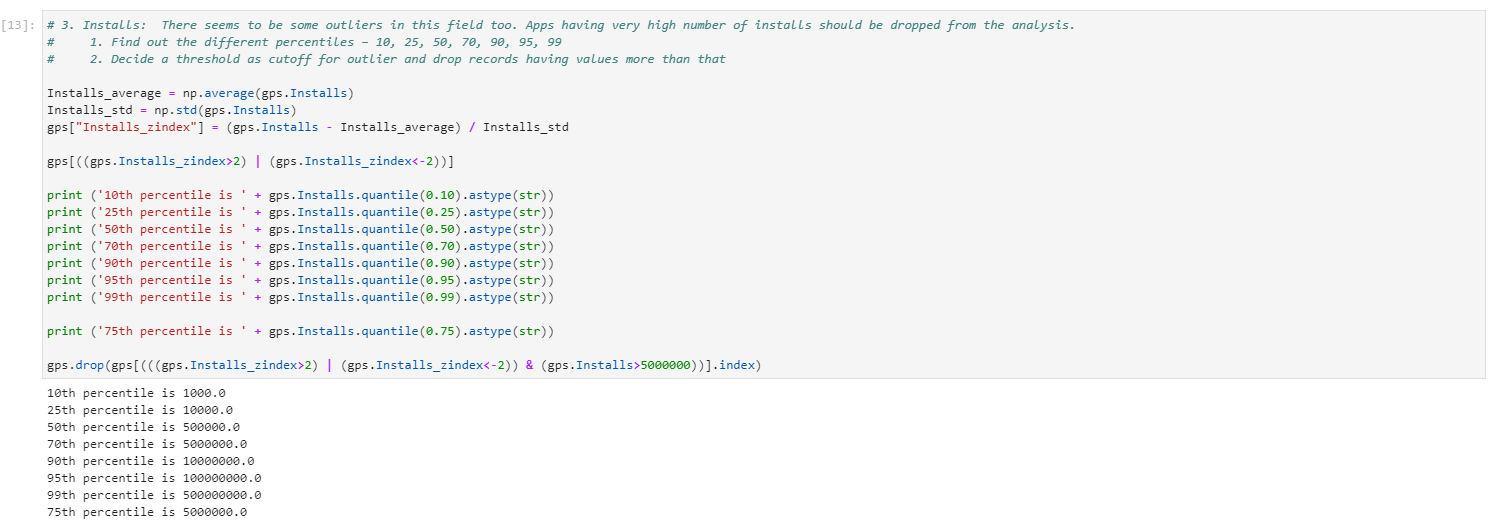 [13]: # 3. Installs:  There seems to be some outliers in this field too. Apps having very high number of installs should be dropped from the analysis.
#     1. Find out the different percentiles – 10, 25, 50, 70, 90, 95, 99
#     2. Decide a threshold as cutoff for outlier and drop records having values more than that
Installs_average = np.average(gps.Installs)
Installs_std = np.std(gps.Installs)
gps["Installs_zindex"] = (gps.Installs - Installs_average) / Installs_std
gps[((gps.Installs_zindex>2) | (gps.Installs_zindex<-2))]
print ('10th percentile is ' + gps.Installs.quantile(0.10).astype(str))
print ('25th percentile is ' + gps.Installs.quantile(0.25).astype(str))
print ('50th percentile is ' + gps.Installs.quantile(0.50).astype(str))
print ('70th percentile is ' + gps.Installs.quantile(0.70).astype(str))
print ('90th percentile is ' + gps.Installs.quantile(0.90).astype(str))
print ('95th percentile is ' + gps.Installs.quantile(0.95).astype(str))
print ('99th percentile is ' + gps.Installs.quantile(0.99).astype(str))
print ('75th percentile is ' + gps.Installs.quantile(0.75).astype(str))
gps.drop(gps[(((gps.Installs_zindex>2) | (gps.Installs_zindex<-2)) & (gps.Installs>5000000))].index)
10th percentile is 1000.0
25th percentile is 10000.0
50th percentile is 500000.0
70th percentile is 5000000.0
90th percentile is 10000000.0
95th percentile is 100000000.0
99th percentile is 500000000.0
75th percentile is 5000000.0